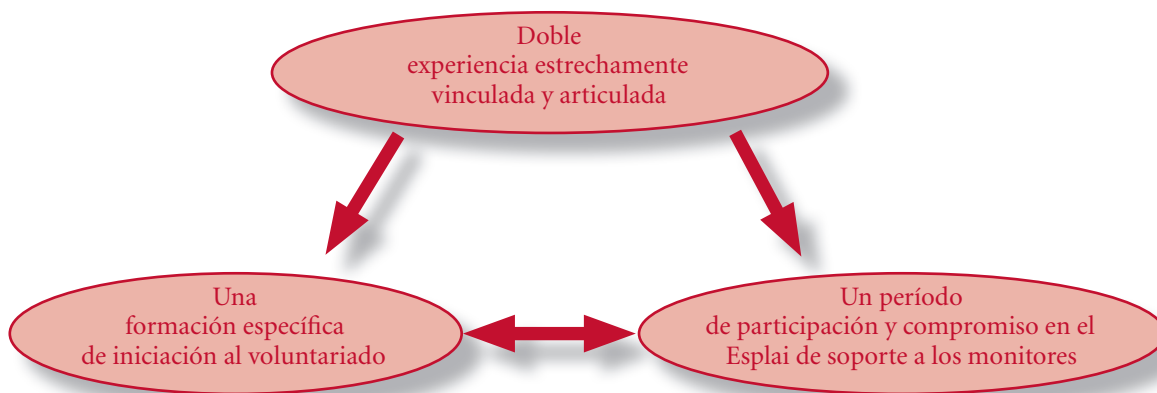 Doble
experiencia estrechamente
vinculada y articulada
Una
formación específica
de iniciación al voluntariado
Un período
de participación y compromiso en el
Esplai de soporte a los monitores